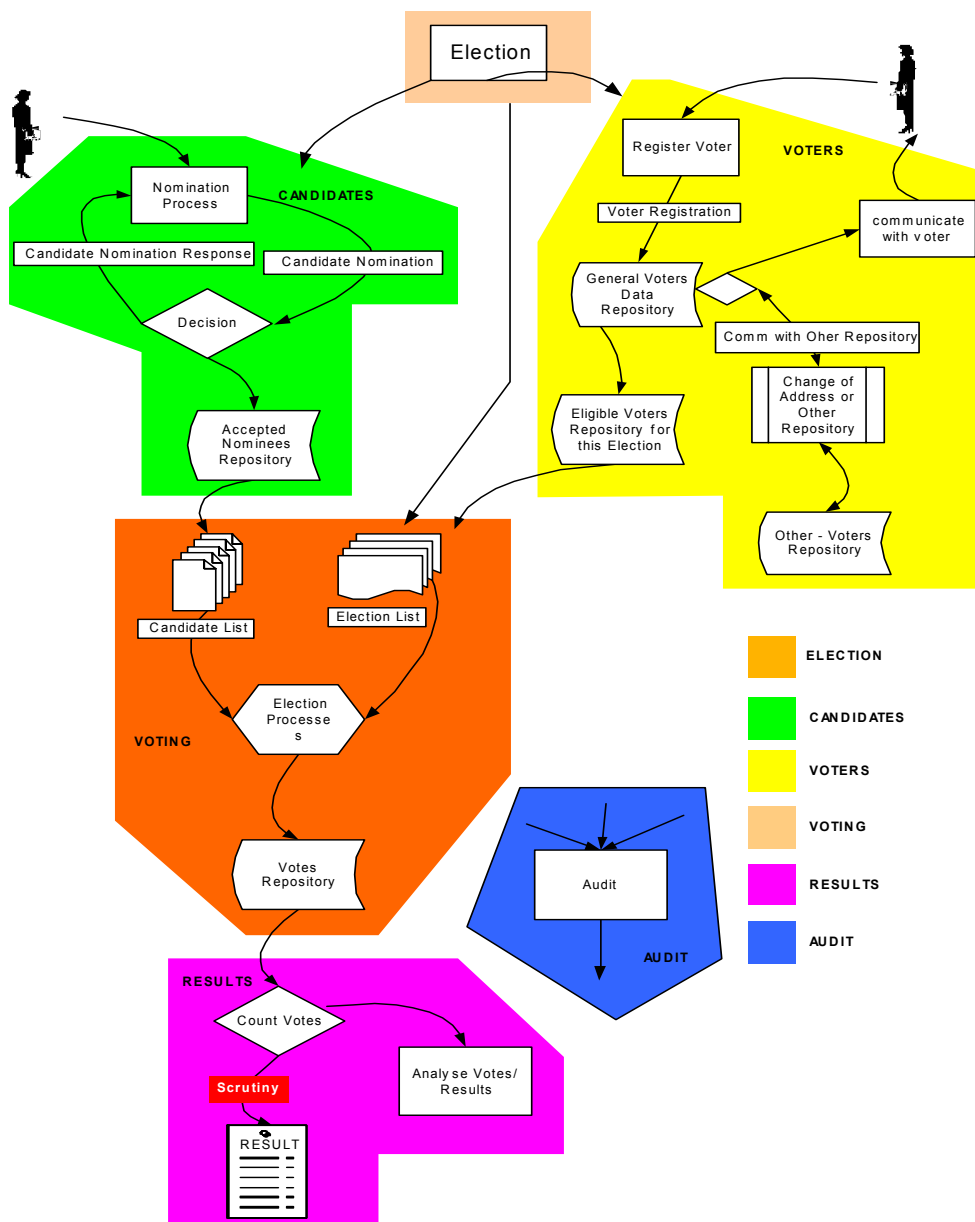 Election
Register Voter
VOTERS
Nomination
Process
CANDIDATES
Voter Registration
communicate
with voter
Candidate Nomination Response
Candidate Nomination
General Voters
Data
Repository
Decision
Comm with Oher Repository
Change of
Address or
Other
Repository
Accepted
Nominees
Repository
Eligible Voters
Repository for
this Election
Other - Voters
Repository
Candidate List
Election List
Election
Processe
s
VOTING
Votes
Repository
ELECTION
CANDIDATES
VOTERS
VOTING
RESULTS
AUDIT
Audit
AUDIT
RESULTS
Count Votes
Analyse Votes/
Results
Scrutiny
RESULT